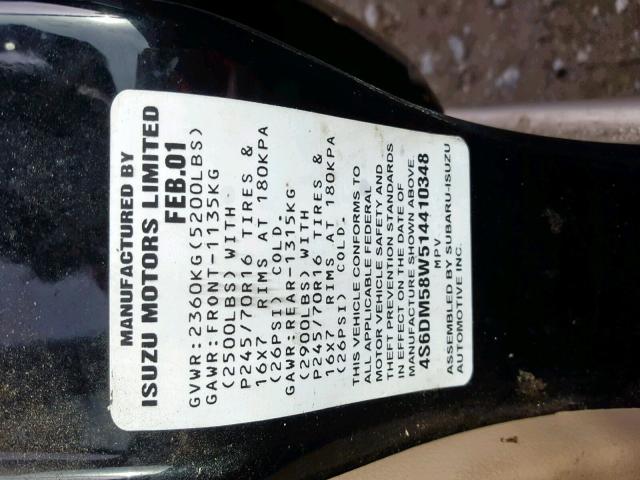 MANUFACTURED BY
ISUZU MOTORS LIMITED
FEB.01
GVWR:2360KG(5200LBS)
GAWR:FRONT-1135KG
(2500LBS) WITH
P245/70R16 TIRES &
16X7 RIMS AT 180KPA
(26PSI) COLD.
GAWR:REAR-1315KG
(2900LBS) WITH
P245/70R16 TIRES &
16X7 RIMS AT 180KPA
(26PSI) COLD.
THIS VEHICLE CONFORMS TO
ALL APPLICABLE FEDERAL
MOTOR VEHICLE SAFETY AND
THEFT PREVENTION STANDARDS
IN EFFECT ON THE DATE OF
MANUFACTURE SHOWN ABOVE.
4S6DM58W514410348
MPV
ASSEMBLED BY SUBARU-ISUZU
AUTOMOTIVE INC.